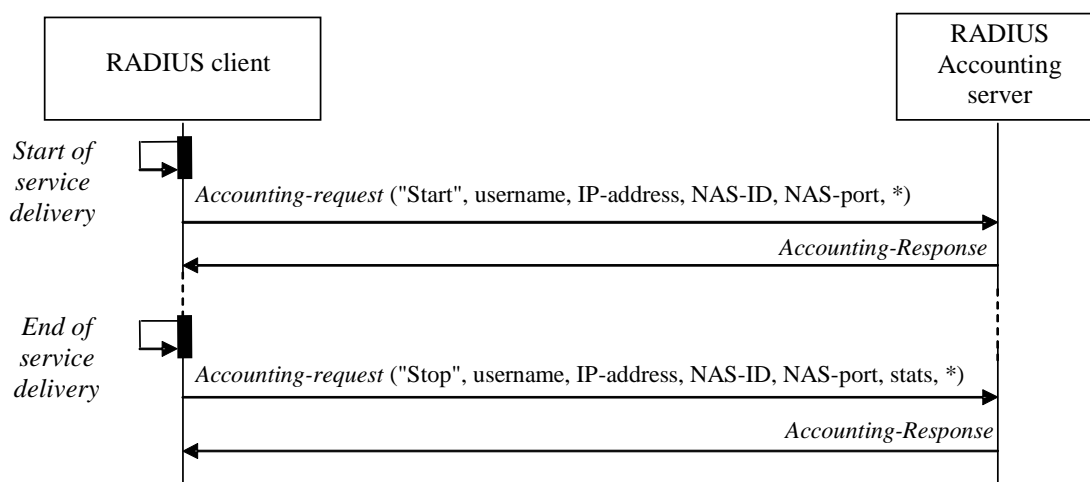 RADIUS client
RADIUS
Accounting
server
Start of
service
delivery
Accounting-request ("Start", username, IP-address, NAS-ID, NAS-port, *)
Accounting-Response
End of
service
delivery
Accounting-request ("Stop", username, IP-address, NAS-ID, NAS-port, stats, *)
Accounting-Response